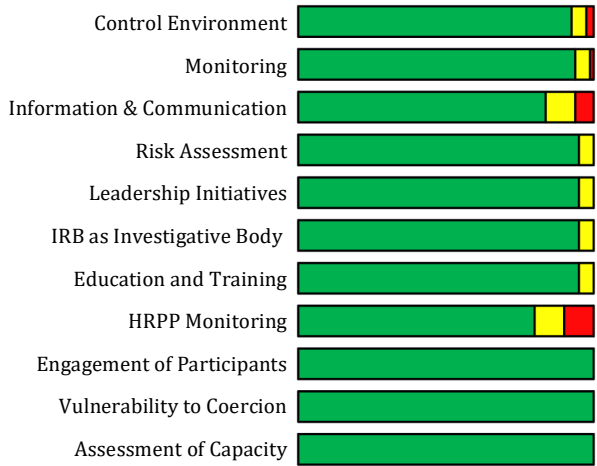 Control Environment
Monitoring
Information & Communication
Risk Assessment
Leadership Initiatives
IRB as Investigative Body
Education and Training
HRPP Monitoring
Engagement of Participants
Vulnerability to Coercion
Assessment of Capacity